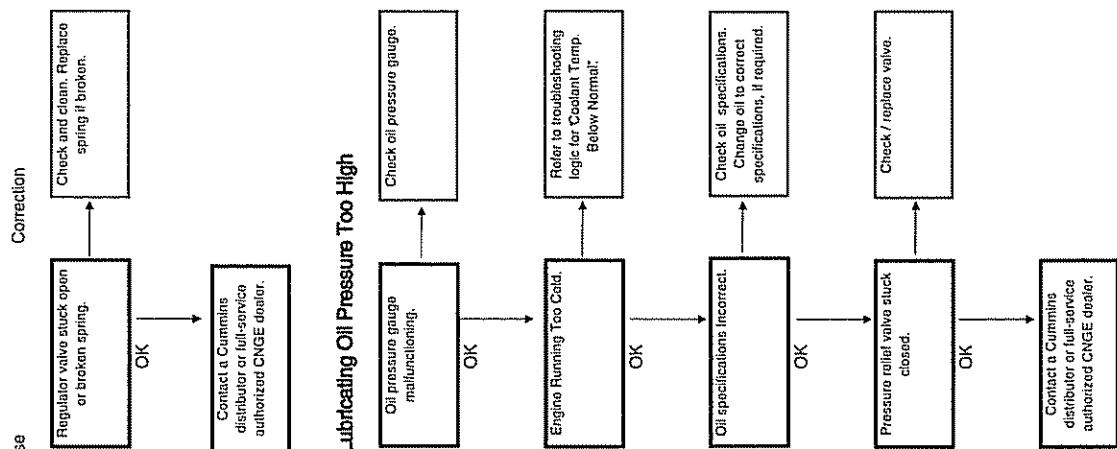 se
Correction
Regulator valve stuck open
or broken spring.
Check and clean. Replace
spring if broken.
OK
Contact a Cummins
distributor or full-service
authorized CNGE dealer.
ubricating Oil Pressure Too High
Oil pressure gauge
malfunctioning.
Check oil pressure gauge.
OK
Engine Running Too Cold.
Refer to troubleshooting
logic for "Coolant Temp.
Below Normal".
OK
Oil specifications Incorrect.
Check oil specifications.
Change oil to correct
specifications, if required.
OK
Pressure relief valve stuck
closed.
Check / replace valve.
OK
Contact a Cummins
distributor or full-service
authorized CNGE dealer.